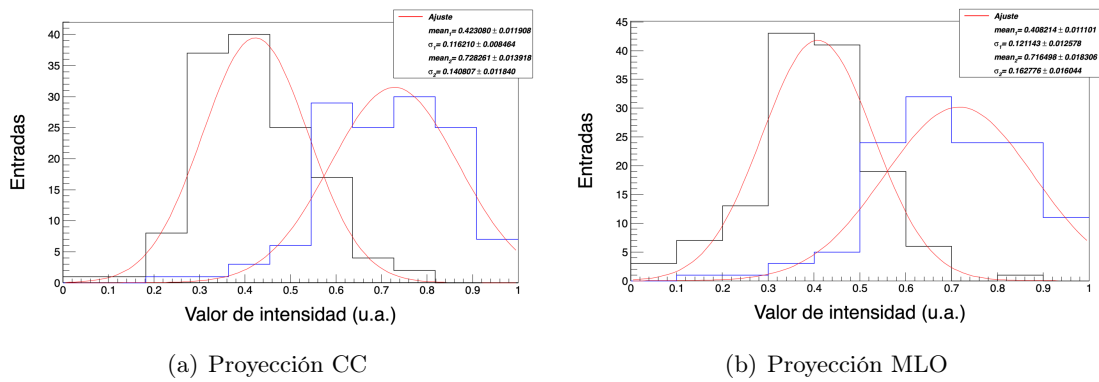 Ajuste
mean₁= 0.423080 ± 0.011908
σ₁= 0.116210 ± 0.008464
mean₂= 0.728261 ± 0.013918
σ₂= 0.140807 ± 0.011840
40
35
30
25
20
15
10
5
0
Entradas
0 0.1 0.2 0.3 0.4 0.5 0.6 0.7 0.8 0.9 1
Valor de intensidad (u.a.)
(a) Proyección CC
Ajuste
mean₁= 0.408214 ± 0.011101
σ₁= 0.121143 ± 0.012578
mean₂= 0.716498 ± 0.018306
σ₂= 0.162776 ± 0.016044
45
40
35
30
25
20
15
10
5
0
Entradas
0 0.1 0.2 0.3 0.4 0.5 0.6 0.7 0.8 0.9 1
Valor de intensidad (u.a.)
(b) Proyección MLO